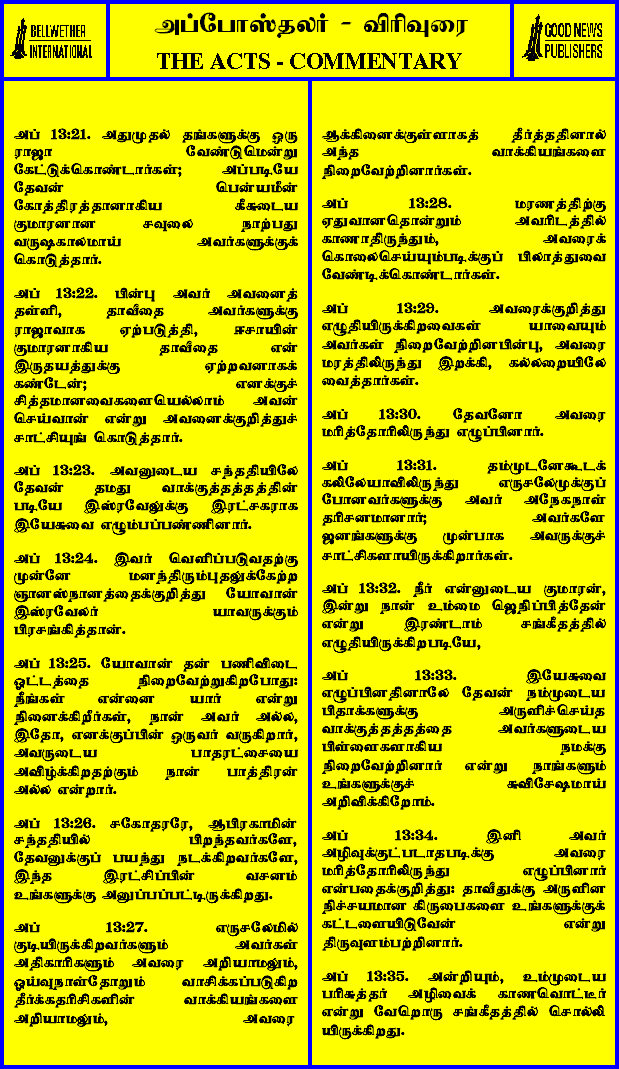 BELLWETHER
INTERNATIONAL
அப்போஸ்தலர் - விரிவுரை
THE ACTS - COMMENTARY
GOOD NEWS
PUBLISHERS
அப் 13:21. அதுமுதல் தங்களுக்கு ஒரு
ராஜா வேண்டுமென்று
கேட்டுக்கொண்டார்கள்; அப்படியே
தேவன் பென்யமீன்
கோத்திரத்தானாகிய கீசுடைய
குமாரனான சவுலை நாற்பது
வருஷகாலமாய் அவர்களுக்குக்
கொடுத்தார்.
அப் 13:22. பின்பு அவர் அவனைத்
தள்ளி, தாவீதை அவர்களுக்கு
ராஜாவாக ஏற்படுத்தி, ஈசாயின்
குமாரனாகிய தாவீதை என்
இருதயத்துக்கு ஏற்றவனாகக்
கண்டேன்; எனக்குச்
சித்தமானவைகளையெல்லாம் அவன்
செய்வான் என்று அவனைக்குறித்துச்
சாட்சியுங் கொடுத்தார்.
அப் 13:23. அவனுடைய சந்ததியிலே
தேவன் தமது வாக்குத்தத்தத்தின்
படியே இஸ்ரவேலுக்கு இரட்சகராக
இயேசுவை எழும்பப்பண்ணினார்.
அப் 13:24. இவர் வெளிப்படுவதற்கு
முன்னே மனந்திரும்புதலுக்கேற்ற
ஞானஸ்நானத்தைக்குறித்து யோவான்
இஸ்ரவேலர் யாவருக்கும்
பிரசங்கித்தான்.
அப் 13:25. யோவான் தன் பணிவிடை
ஓட்டத்தை நிறைவேற்றுகிறபோது:
நீங்கள் என்னை யார் என்று
நினைக்கிறீர்கள், நான் அவர் அல்ல,
இதோ, எனக்குப்பின் ஒருவர் வருகிறார்,
அவருடைய பாதரட்சையை
அவிழ்க்கிறதற்கும் நான் பாத்திரன்
அல்ல என்றார்.
அப் 13:26. சகோதரரே, ஆபிரகாமின்
சந்ததியில் பிறந்தவர்களே,
தேவனுக்குப் பயந்து நடக்கிறவர்களே,
இந்த இரட்சிப்பின் வசனம்
உங்களுக்கு அனுப்பப்பட்டிருக்கிறது.
அப் 13:27. எருசலேமில்
குடியிருக்கிறவர்களும் அவர்கள்
அதிகாரிகளும் அவரை அறியாமலும்,
ஓய்வுநாள்தோறும் வாசிக்கப்படுகிற
தீர்க்கதரிசிகளின் வாக்கியங்களை
அறியாமலும், அவரை
ஆக்கினைக்குள்ளாகத் தீர்த்ததினால்
அந்த வாக்கியங்களை
நிறைவேற்றினார்கள்.
அப் 13:28. மரணத்திற்கு
ஏதுவானதொன்றும் அவரிடத்தில்
காணாதிருந்தும், அவரைக்
கொலைசெய்யும்படிக்குப் பிலாத்துவை
வேண்டிக்கொண்டார்கள்.
அப் 13:29. அவரைக்குறித்து
எழுதியிருக்கிறவைகள் யாவையும்
அவர்கள் நிறைவேற்றினபின்பு, அவரை
மரத்திலிருந்து இறக்கி, கல்லறையிலே
வைத்தார்கள்.
அப் 13:30. தேவனோ அவரை
மரித்தோரிலிருந்து எழுப்பினார்.
அப் 13:31. தம்முடனேகூடக்
கலிலேயாவிலிருந்து எருசலேமுக்குப்
போனவர்களுக்கு அவர் அநேகநாள்
தரிசனமானார்; அவர்களே
ஜனங்களுக்கு முன்பாக அவருக்குச்
சாட்சிகளாயிருக்கிறார்கள்.
அப் 13:32. நீர் என்னுடைய குமாரன்,
இன்று நான் உம்மை ஜெநிப்பித்தேன்
என்று இரண்டாம் சங்கீதத்தில்
எழுதியிருக்கிறபடியே,
அப் 13:33. இயேசுவை
எழுப்பினதினாலே தேவன் நம்முடைய
பிதாக்களுக்கு அருளிச்செய்த
வாக்குத்தத்தத்தை அவர்களுடைய
பிள்ளைகளாகிய நமக்கு
நிறைவேற்றினார் என்று நாங்களும்
உங்களுக்குச் சுவிசேஷமாய்
அறிவிக்கிறோம்.
அப் 13:34. இனி அவர்
அழிவுக்குட்படாதபடிக்கு அவரை
மரித்தோரிலிருந்து எழுப்பினார்
என்பதைக்குறித்து: தாவீதுக்கு அருளின
நிச்சயமான கிருபைகளை உங்களுக்குக்
கட்டளையிடுவேன் என்று
திருவுளம்பற்றினார்.
அப் 13:35. அன்றியும், உம்முடைய
பரிசுத்தர் அழிவைக் காணவொட்டீர்
என்று வேறொரு சங்கீதத்தில் சொல்லி
யிருக்கிறது.